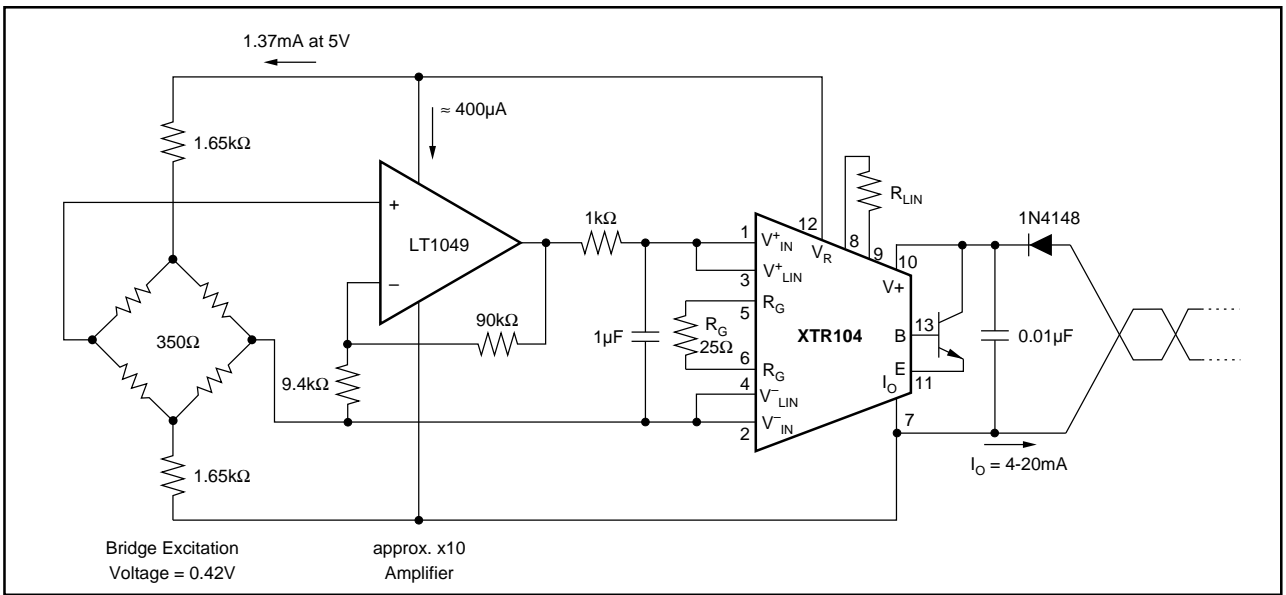 1.37mA at 5V
≈ 400µA
1.65kΩ
+
LT1049
–
1kΩ
90kΩ
9.4kΩ
350Ω
1.65kΩ
1µF
R_G
25Ω
1
V⁺_IN
V⁺_LIN
3
R_G
5
6
R_G
4
V⁻_LIN
V⁻_IN
2
12
V_R
8
9
R_LIN
10
V+
XTR104
B
13
E
11
I_O
7
1N4148
0.01µF
I_O = 4-20mA
Bridge Excitation
Voltage = 0.42V
approx. x10
Amplifier